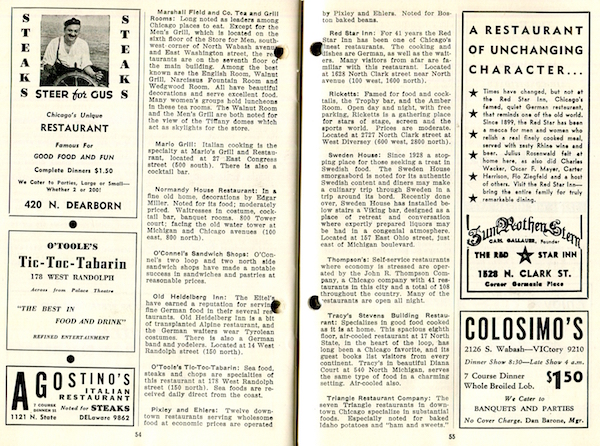 STEAKS
STEAKS
STEER for GUS
Chicago's Unique
RESTAURANT
Famous For
GOOD FOOD AND FUN
Complete Dinners $1.50
We Cater to Parties, Large or Small—
Whether 2 or 200!
420 N. DEARBORN
O'TOOLE'S
Tic-Toc-Tabarin
178 WEST RANDOLPH
Across from Palace Theatre
"THE BEST IN
FOOD AND DRINK"
REFINED ENTERTAINMENT
AGOSTINO'S
ITALIAN
RESTAURANT
7 COURSE
DINNER
Noted for STEAKS
1121 N. State DELaware 9862
Marshall Field and Co. Tea and Grill
Rooms: Long noted as leaders among
Chicago places to eat. Except for the
Men's Grill, which is located on the
sixth floor of the Store for Men, south-
west corner of North Wabash avenue
and East Washington street, the res-
taurants are on the seventh floor of
the main building. Among the best
known are the English Room, Walnut
Grill, Narcissus Fountain Room and
Wedgwood Room. All have beautiful
decorations and serve excellent food.
Many women's groups hold luncheons
in these tea rooms. The Walnut Room
and the Men's Grill are both noted for
the view of the Tiffany domes which
act as skylights for the store.
Mario Grill: Italian cooking is the
specialty at Mario's Grill and Restau-
rant, located at 27 East Congress
street (500 south). There is also a
cocktail bar.
Normandy House Restaurant: In a
fine old home, decorations by Edgar
Miller. Noted for its food; moderately
priced. Waitresses in costume, cock-
tail bar, banquet rooms. 800 Tower
court; facing the old water tower at
Michigan and Chicago avenues (100
east, 800 north).
O'Connel's Sandwich Shops: O'Con-
nel's two loop and two north side
sandwich shops have made a notable
success in sandwiches and pastries at
reasonable prices.
Old Heidelberg Inn: The Eitel's
have earned a reputation for serving
fine German food in their several res-
taurants. Old Heidelberg Inn is a bit
of transplanted Alpine restaurant, and
the German waiters wear Tyrolean
costumes. There is also a German
band and yodelers. Located at 14 West
Randolph street (150 north).
O'Toole's Tic-Toc-Tabarin: Sea food,
steaks and chops are specialties of
this restaurant at 178 West Randolph
street (150 north). Sea foods are re-
ceived daily direct from the coast.
Pixley and Ehlers: Twelve down-
town restaurants serving wholesome
food at economic prices are operated
54
by Pixley and Ehlers. Noted for Bos-
ton baked beans.
Red Star Inn: For 41 years the Red
Star Inn has been one of Chicago's
finest restaurants. The cooking and
dishes are German, as well as the wait-
ers. Many visitors from afar are fa-
miliar with this restaurant. Located
at 1628 North Clark street near North
avenue (100 west, 1600 north).
Ricketts: Famed for food and cock-
tails, the Trophy bar, and the Amber
Room. Open day and night, with free
parking, Ricketts is a gathering place
for stars of stage, screen and the
sports world. Prices are moderate.
Located at 2727 North Clark street at
West Diversey (600 west, 2800 north).
Sweden House: Since 1928 a stop-
ping place for those seeking a treat in
Swedish food. The Sweden House
smorgasbord is noted for its authentic
Swedish content and diners may make
a culinary trip through Sweden in a
trip around its bord. Recently done
over, Sweden House has installed be-
low stairs a Viking bar, designed as a
place of retreat and conversation
where expertly prepared liquors may
be had in a congenial atmosphere.
Located at 157 East Ohio street, just
east of Michigan boulevard.
Thompson's: Self-service restaurants
where economy is stressed are oper-
ated by the John R. Thompson Com-
pany, a Chicago company with 41 res-
taurants in this city and a total of 108
throughout the country. Many of the
restaurants are open all night.
Tracy's Stevens Building Restau-
rant: Specializes in good food cooked
as it is at home. This spacious eighth
floor, air-cooled restaurant at 17 North
State, in the heart of the loop, has
long been a Chicago favorite, and its
guest books list visitors from every
continent. Tracy's in beautiful Diana
Court at 540 North Michigan, serves
the same type of food in a charming
setting. Air-cooled also.
Triangle Restaurant Company: The
seven Triangle restaurants in down-
town Chicago specialize in substantial
foods. Especially noted for baked
Idaho potatoes and "ham and sweets."
55
A RESTAURANT
OF UNCHANGING
CHARACTER...
Times have changed, but not at
the Red Star Inn, Chicago's
famed, quiet German restaurant,
that reminds one of the old world.
Since 1899, the Red Star has been
a mecca for men and women who
relish a real finely cooked meal,
served with zesty Rhine wine and
beer. Julius Rosenwald felt at
home here, as also did Charles
Wacker, Oscar F. Mayer, Carter
Harrison, Flo Ziegfeld and a host
of others. Visit the Red Star Inn—
bring the entire family for truly
remarkable dining.
Zum Rothen Stern
CARL GALLAUER, Founder
THE RED STAR INN
1528 N. CLARK ST.
Corner Germania Place
COLOSIMO'S
2126 S. Wabash—VICtory 9210
Dinner Show 8:30—Late Show 4 a.m.
7 Course Dinner
Whole Broiled Lob.
$1.50
We Cater to
BANQUETS AND PARTIES
No Cover Charge. Dan Barone, Mgr.